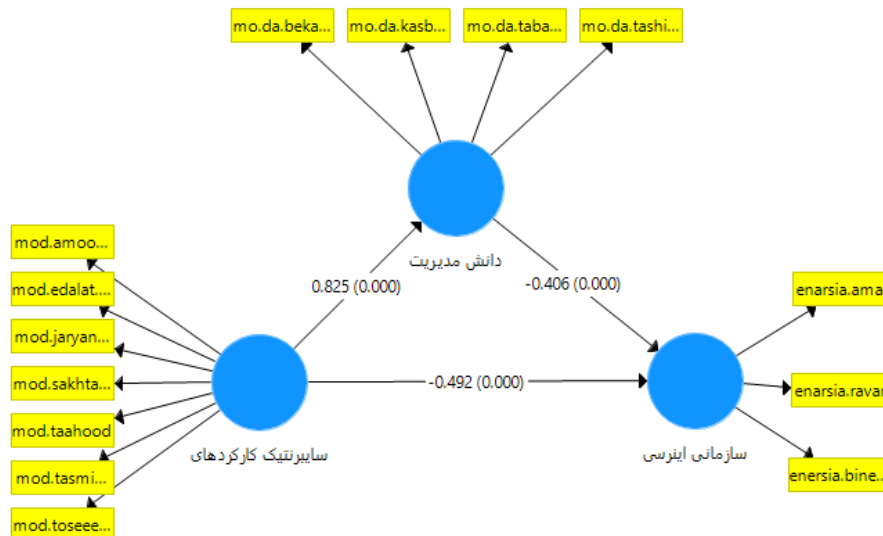 mo.da.beka...
mo.da.kasb...
mo.da.taba...
mo.da.tashi...
دانش مدیریت
0.825 (0.000)
-0.406 (0.000)
mod.amoo...
mod.edalat....
mod.jaryan...
mod.sakhta...
mod.taahood
mod.tasmi...
mod.toseee...
-0.492 (0.000)
سایبرنتیک کارکردهای
سازمانی اینرسی
enarsia.ama
enarsia.ravan
enersia.bine...